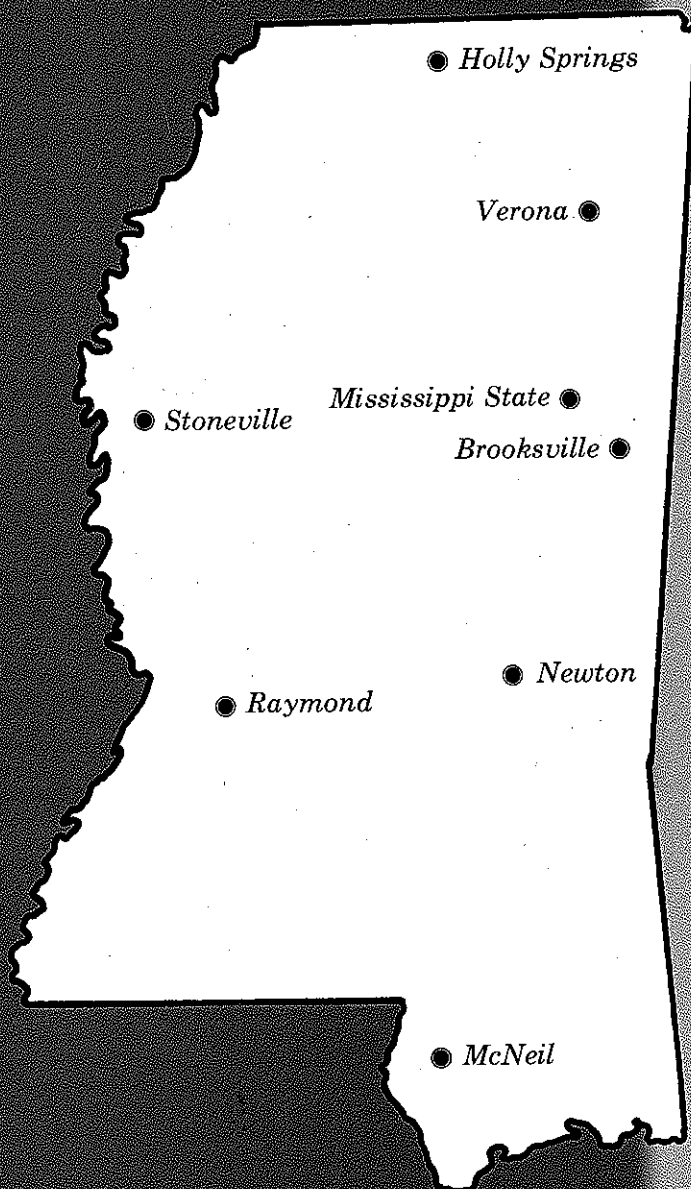 Holly Springs
Verona
Mississippi State
Stoneville
Brooksville
Newton
Raymond
McNeil